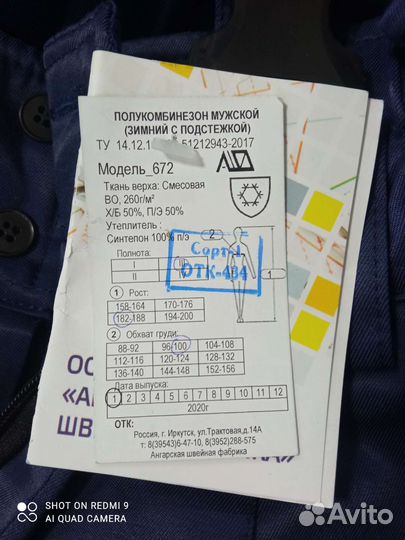 ПОЛУКОМБИНЕЗОН МУЖСКОЙ
(ЗИМНИЙ С ПОДСТЕЖКОЙ)
ТУ 14.12.1 51212943-2017
Модель_672
Ткань верха: Смесовая
ВО, 260г/м²
Х/Б 50%, П/Э 50%
Утеплитель :
Синтепон 100% п/э
Полнота:
I III
II
Сорт-1
ОТК-434
1 Рост:
158-164 170-176
182-188 194-200
2
1
2 Обхват груди:
88-92 96-100 104-108
112-116 120-124 128-132
136-140 144-148 152-156
Дата выпуска:
1 2 3 4 5 6 7 8 9 10 11 12
2020г
ОТК:
Россия, г. Иркутск, ул.Трактовая,д.14А
т: 8(39543)6-47-10, 8(3952)288-575
Ангарская швейная фабрика
SHOT ON REDMI 9
AI QUAD CAMERA
Avito